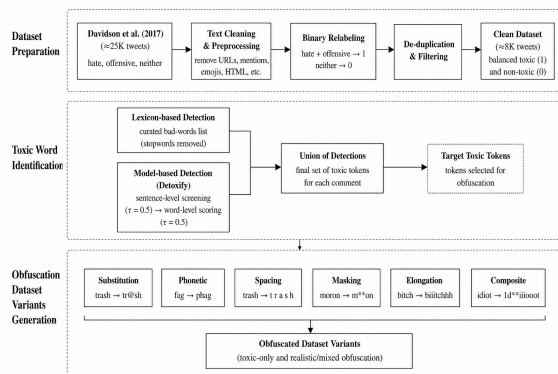 Dataset
Preparation
Davidson et al. (2017)
(≈25K tweets)
hate, offensive, neither
Text Cleaning
& Preprocessing
remove URLs, mentions,
emojis, HTML, etc.
Binary Relabeling
hate + offensive → 1
neither → 0
De-duplication
& Filtering
Clean Dataset
(≈8K tweets)
balanced toxic (1)
and non-toxic (0)
Toxic Word
Identification
Lexicon-based Detection
curated bad-words list
(stopwords removed)
Model-based Detection
(Detoxify)
sentence-level screening
(τ = 0.5) → word-level scoring
(τ = 0.5)
Union of Detections
final set of toxic tokens
for each comment
Target Toxic Tokens
tokens selected for
obfuscation
Obfuscation
Dataset
Variants
Generation
Substitution
trash → tr@sh
Phonetic
fag → phag
Spacing
trash → t r a s h
Masking
moron → m**on
Elongation
bitch → biiitchhh
Composite
idiot → 1d**iiiooot
Obfuscated Dataset Variants
(toxic-only and realistic/mixed obfuscation)